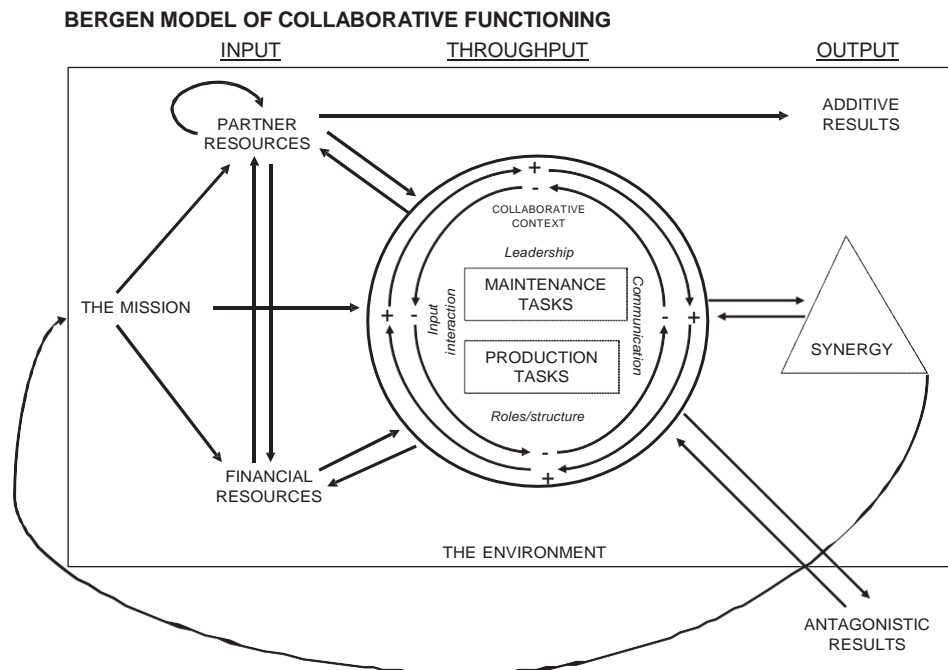 BERGEN MODEL OF COLLABORATIVE FUNCTIONING
INPUT
THROUGHPUT
OUTPUT
PARTNER
RESOURCES
ADDITIVE
RESULTS
+
-
COLLABORATIVE
CONTEXT
Leadership
MAINTENANCE
TASKS
THE MISSION
+
-
Input
interaction
Communication
-
+
PRODUCTION
TASKS
SYNERGY
Roles/structure
-
+
FINANCIAL
RESOURCES
THE ENVIRONMENT
ANTAGONISTIC
RESULTS